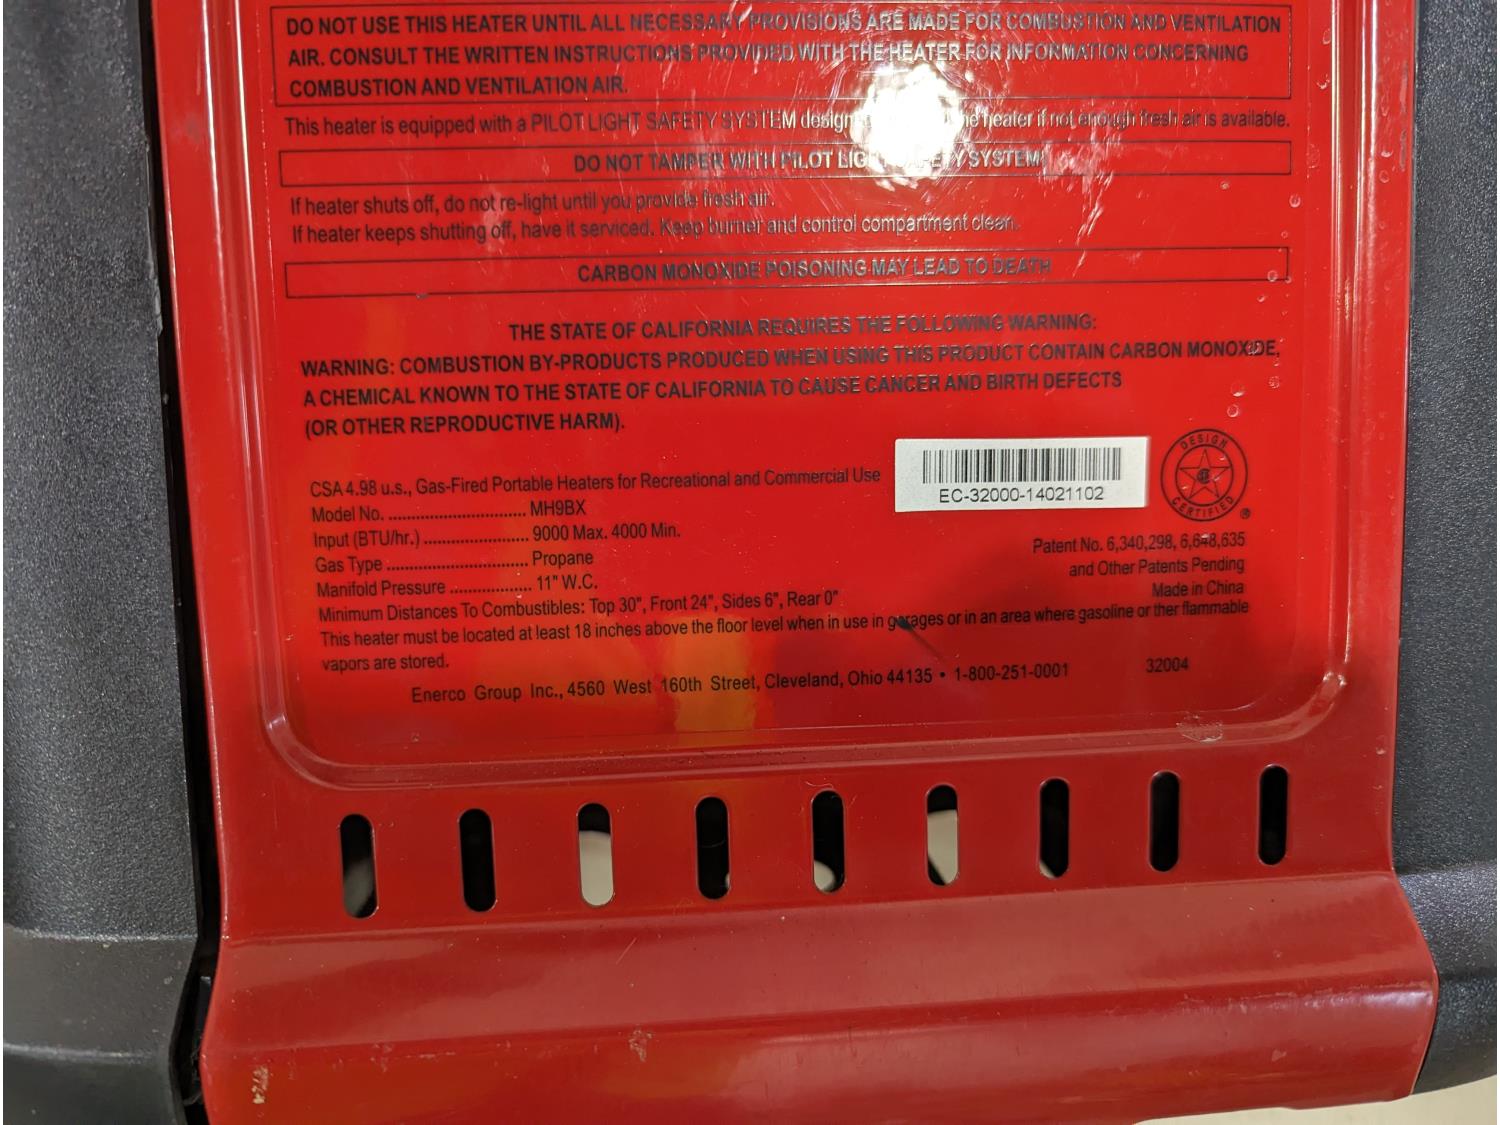 DO NOT USE THIS HEATER UNTIL ALL NECESSARY PROVISIONS ARE MADE FOR COMBUSTION AND VENTILATION
AIR. CONSULT THE WRITTEN INSTRUCTIONS PROVIDED WITH THE HEATER FOR INFORMATION CONCERNING
COMBUSTION AND VENTILATION AIR.
This heater is equipped with a PILOT LIGHT SAFETY SYSTEM heater if not enough fresh air is available.
DO NOT TAMPER WITH PILOT LIGHT SAFETY SYSTEM!
If heater shuts off, do not re-light until you provide fresh air.
If heater keeps shutting off, have it serviced. Keep burner and control compartment clean.
CARBON MONOXIDE POISONING MAY LEAD TO DEATH
THE STATE OF CALIFORNIA REQUIRES THE FOLLOWING WARNING:
WARNING: COMBUSTION BY-PRODUCTS PRODUCED WHEN USING THIS PRODUCT CONTAIN CARBON MONOXIDE,
A CHEMICAL KNOWN TO THE STATE OF CALIFORNIA TO CAUSE CANCER AND BIRTH DEFECTS
(OR OTHER REPRODUCTIVE HARM).
CSA 4.98 u.s., Gas-Fired Portable Heaters for Recreational and Commercial Use
EC-32000-14021102
DESIGN CERTIFIED ®
Model No. .............................. MH9BX
Input (BTU/hr.) ....................... 9000 Max. 4000 Min.
Gas Type .............................. Propane
Manifold Pressure .................. 11" W.C.
Patent No. 6,340,298, 6,648,635
and Other Patents Pending
Made in China
Minimum Distances To Combustibles: Top 30", Front 24", Sides 6", Rear 0"
This heater must be located at least 18 inches above the floor level when in use in garages or in an area where gasoline or ther flammable
vapors are stored.
Enerco Group Inc., 4560 West 160th Street, Cleveland, Ohio 44135 • 1-800-251-0001
32004